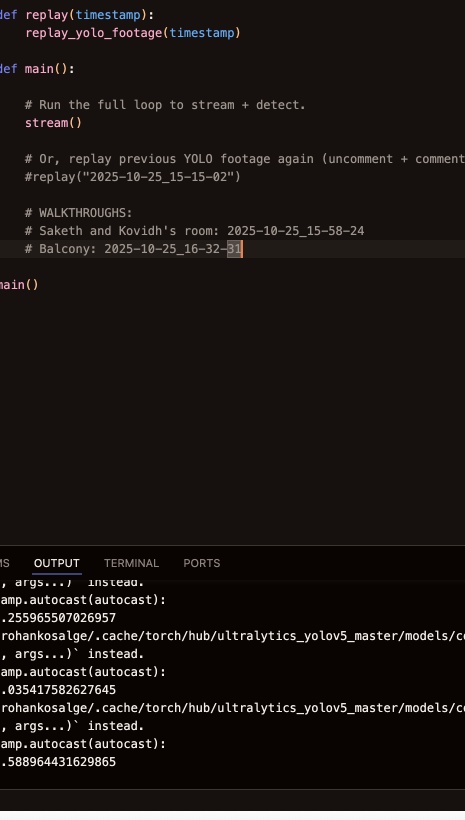 def replay(timestamp):
replay_yolo_footage(timestamp)
def main():
# Run the full loop to stream + detect.
stream()
# Or, replay previous YOLO footage again (uncomment + comment
#replay("2025-10-25_15-15-02")
# WALKTHROUGHS:
# Saketh and Kovidh's room: 2025-10-25_15-58-24
# Balcony: 2025-10-25_16-32-31
main()
MS OUTPUT TERMINAL PORTS
, args...)` instead.
amp.autocast(autocast):
.255965507026957
rohankosalge/.cache/torch/hub/ultralytics_yolov5_master/models/co
, args...)` instead.
amp.autocast(autocast):
.035417582627645
rohankosalge/.cache/torch/hub/ultralytics_yolov5_master/models/co
, args...)` instead.
amp.autocast(autocast):
.588964431629865